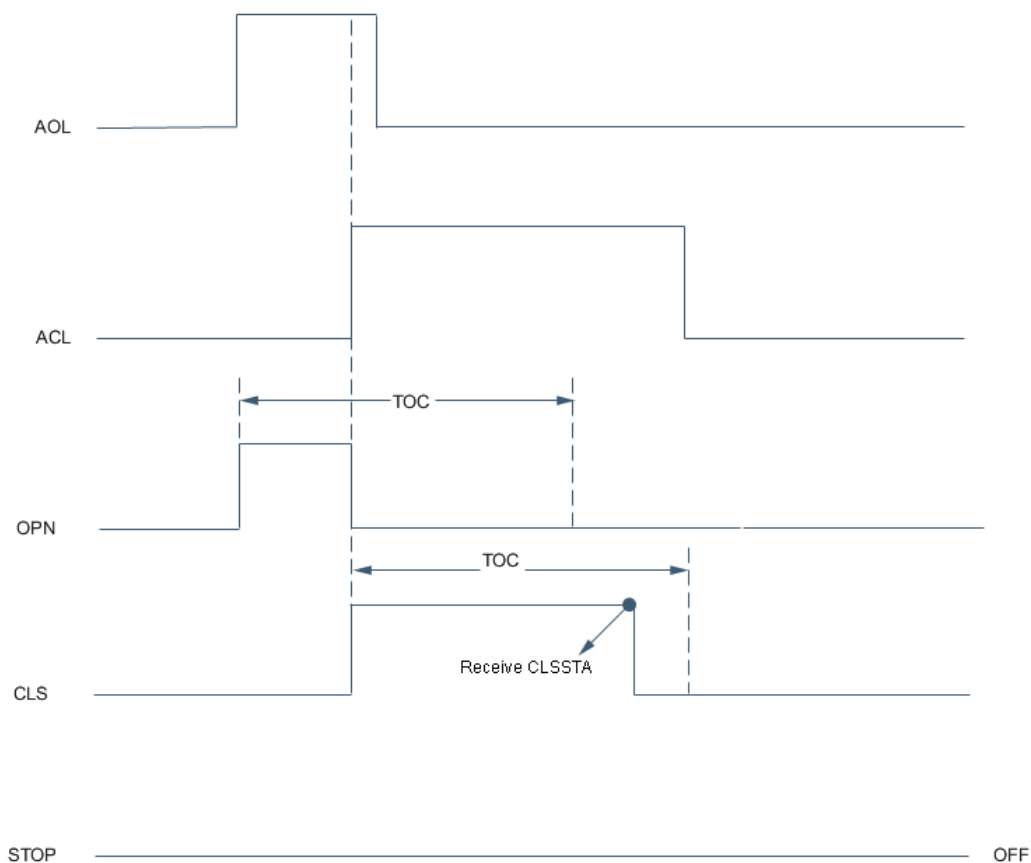 AOL
ACL
TOC
OPN
TOC
Receive CLSSTA
CLS
STOP OFF